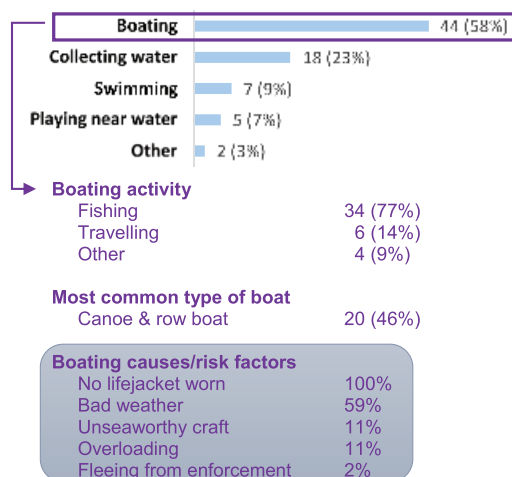 Boating 44 (58%)
Collecting water 18 (23%)
Swimming 7 (9%)
Playing near water 5 (7%)
Other 2 (3%)
Boating activity
Fishing 34 (77%)
Travelling 6 (14%)
Other 4 (9%)
Most common type of boat
Canoe & row boat 20 (46%)
Boating causes/risk factors
No lifejacket worn 100%
Bad weather 59%
Unseaworthy craft 11%
Overloading 11%
Fleeing from enforcement 2%